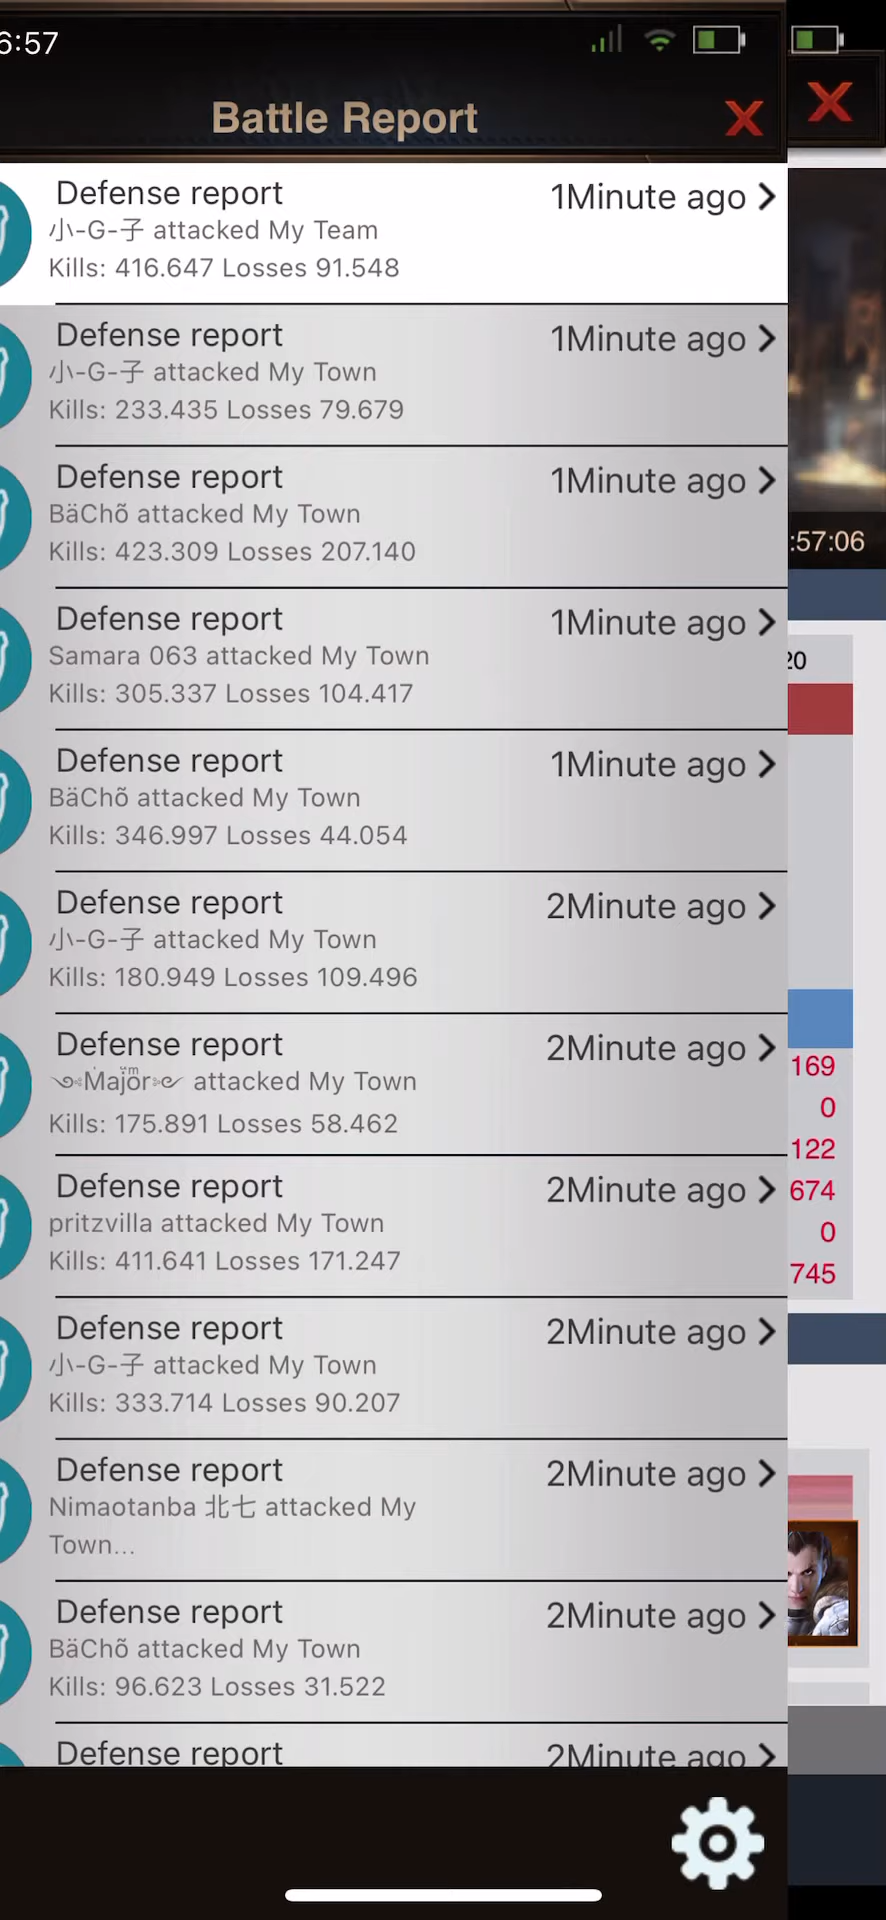 6:57
Battle Report
Defense report 1Minute ago
小-G-子 attacked My Team
Kills: 416.647 Losses 91.548
Defense report 1Minute ago
小-G-子 attacked My Town
Kills: 233.435 Losses 79.679
Defense report 1Minute ago
BäChõ attacked My Town
Kills: 423.309 Losses 207.140
:57:06
Defense report 1Minute ago
Samara 063 attacked My Town
20
Kills: 305.337 Losses 104.417
Defense report 1Minute ago
BäChõ attacked My Town
Kills: 346.997 Losses 44.054
Defense report 2Minute ago
小-G-子 attacked My Town
Kills: 180.949 Losses 109.496
Defense report 2Minute ago
attacked My Town
Kills: 175.891 Losses 58.462
169
0
122
Defense report 2Minute ago
pritzvilla attacked My Town
Kills: 411.641 Losses 171.247
674
0
745
Defense report 2Minute ago
小-G-子 attacked My Town
Kills: 333.714 Losses 90.207
Defense report 2Minute ago
Nimaotanba 北七 attacked My
Town...
Defense report 2Minute ago
BäChõ attacked My Town
Kills: 96.623 Losses 31.522
Defense report 2Minute ago